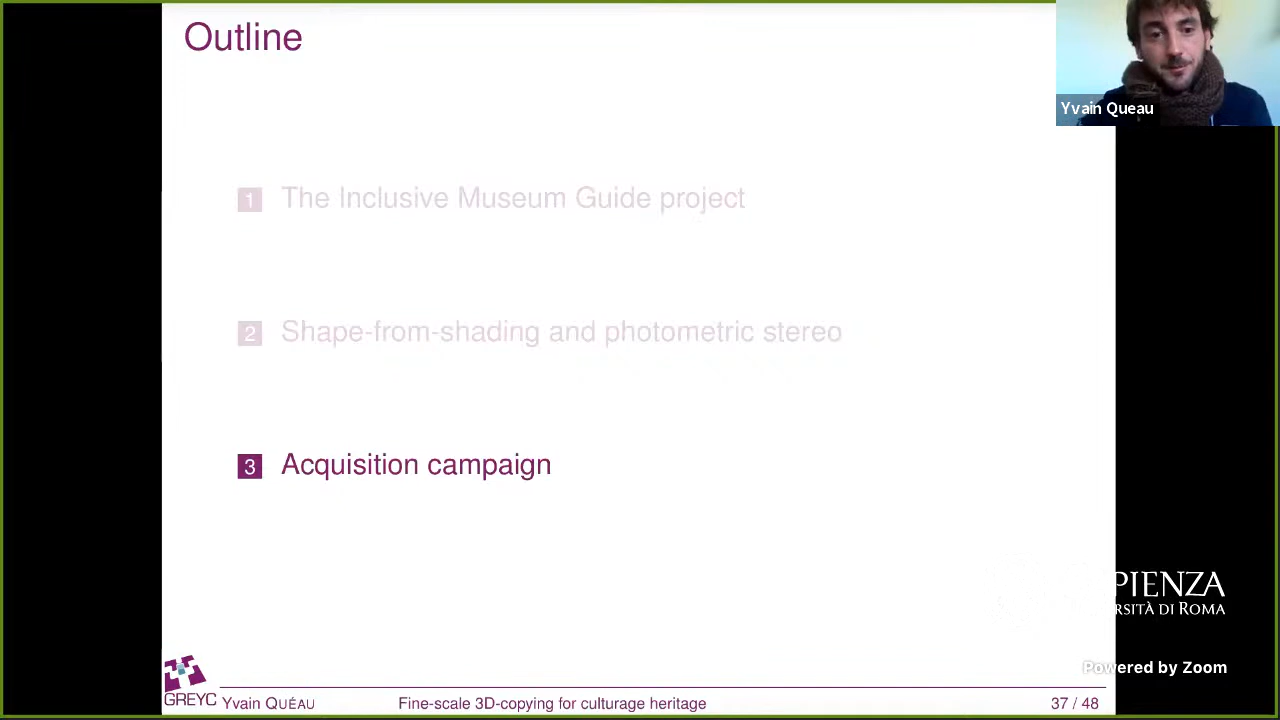 Outline
Yvain Queau
1 The Inclusive Museum Guide project
2 Shape-from-shading and photometric stereo
3 Acquisition campaign
PIENZA
RSITÀ DI ROMA
Powered by Zoom
GREYC Yvain QUÉAU Fine-scale 3D-copying for culturage heritage 37 / 48